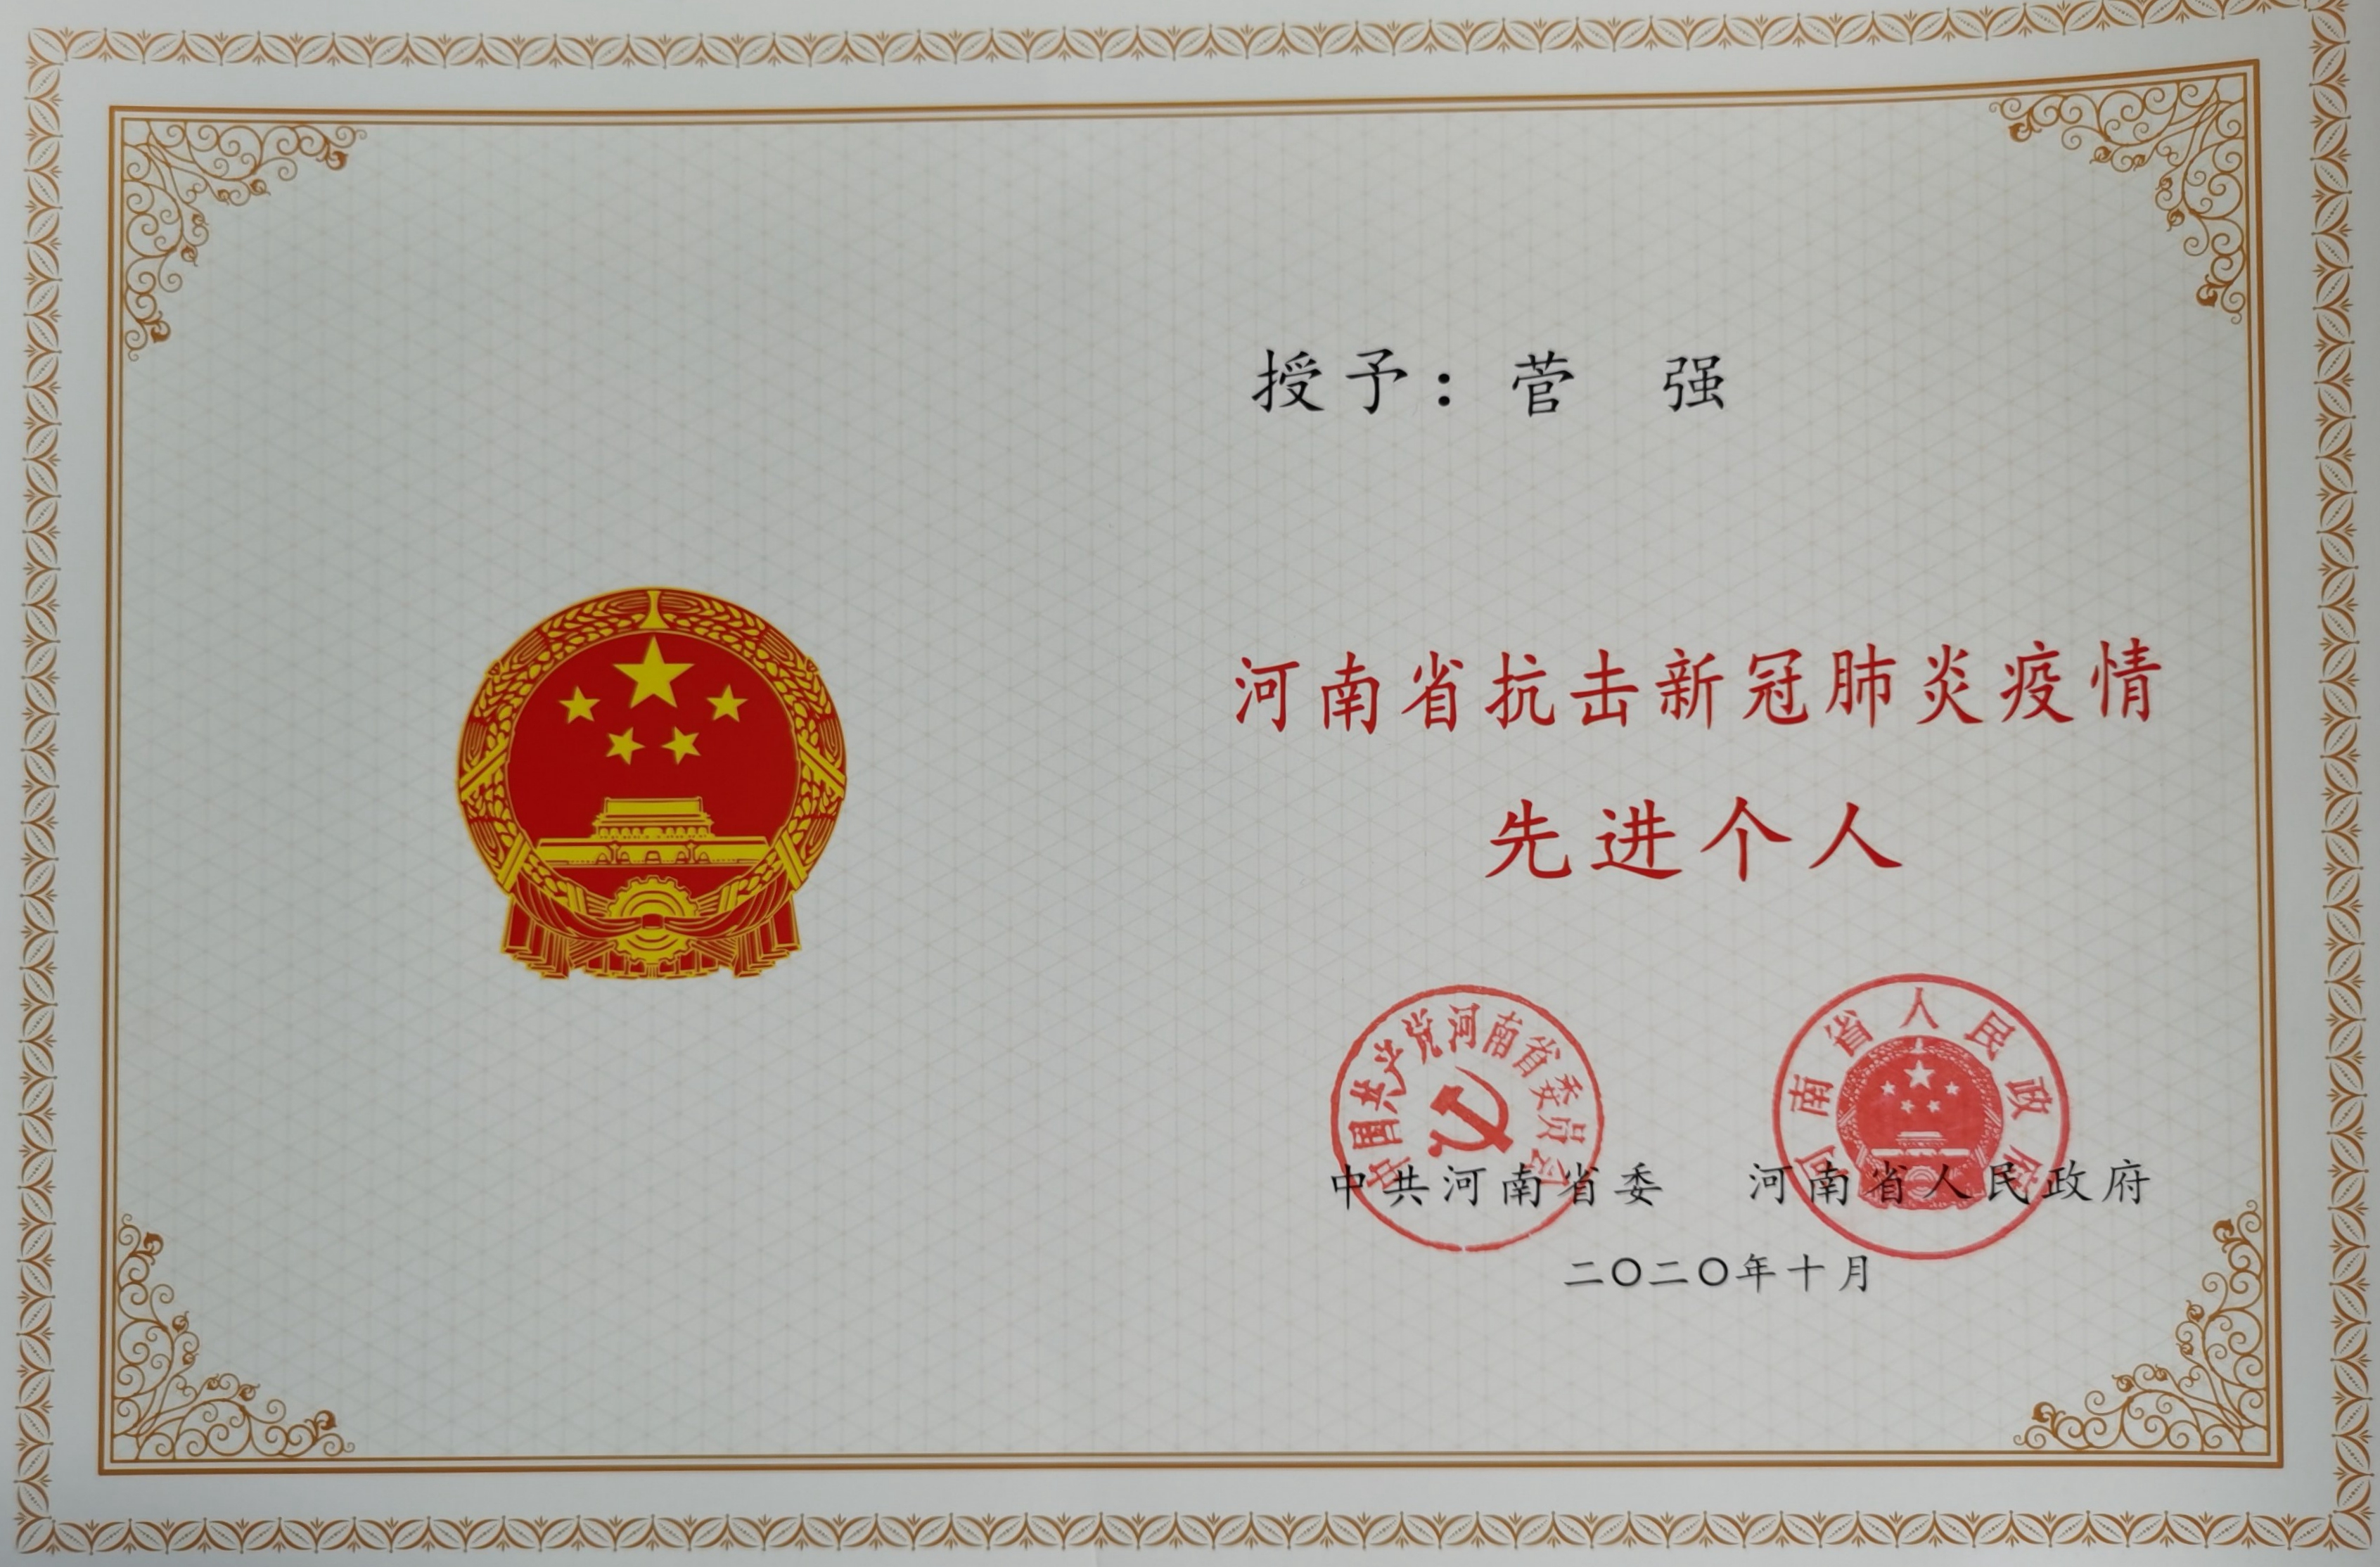 授予：菅 强
河南省抗击新冠肺炎疫情
先进个人
中国共产党河南省委员会
河南省人民政府
中共河南省委 河南省人民政府
二〇二〇年十月